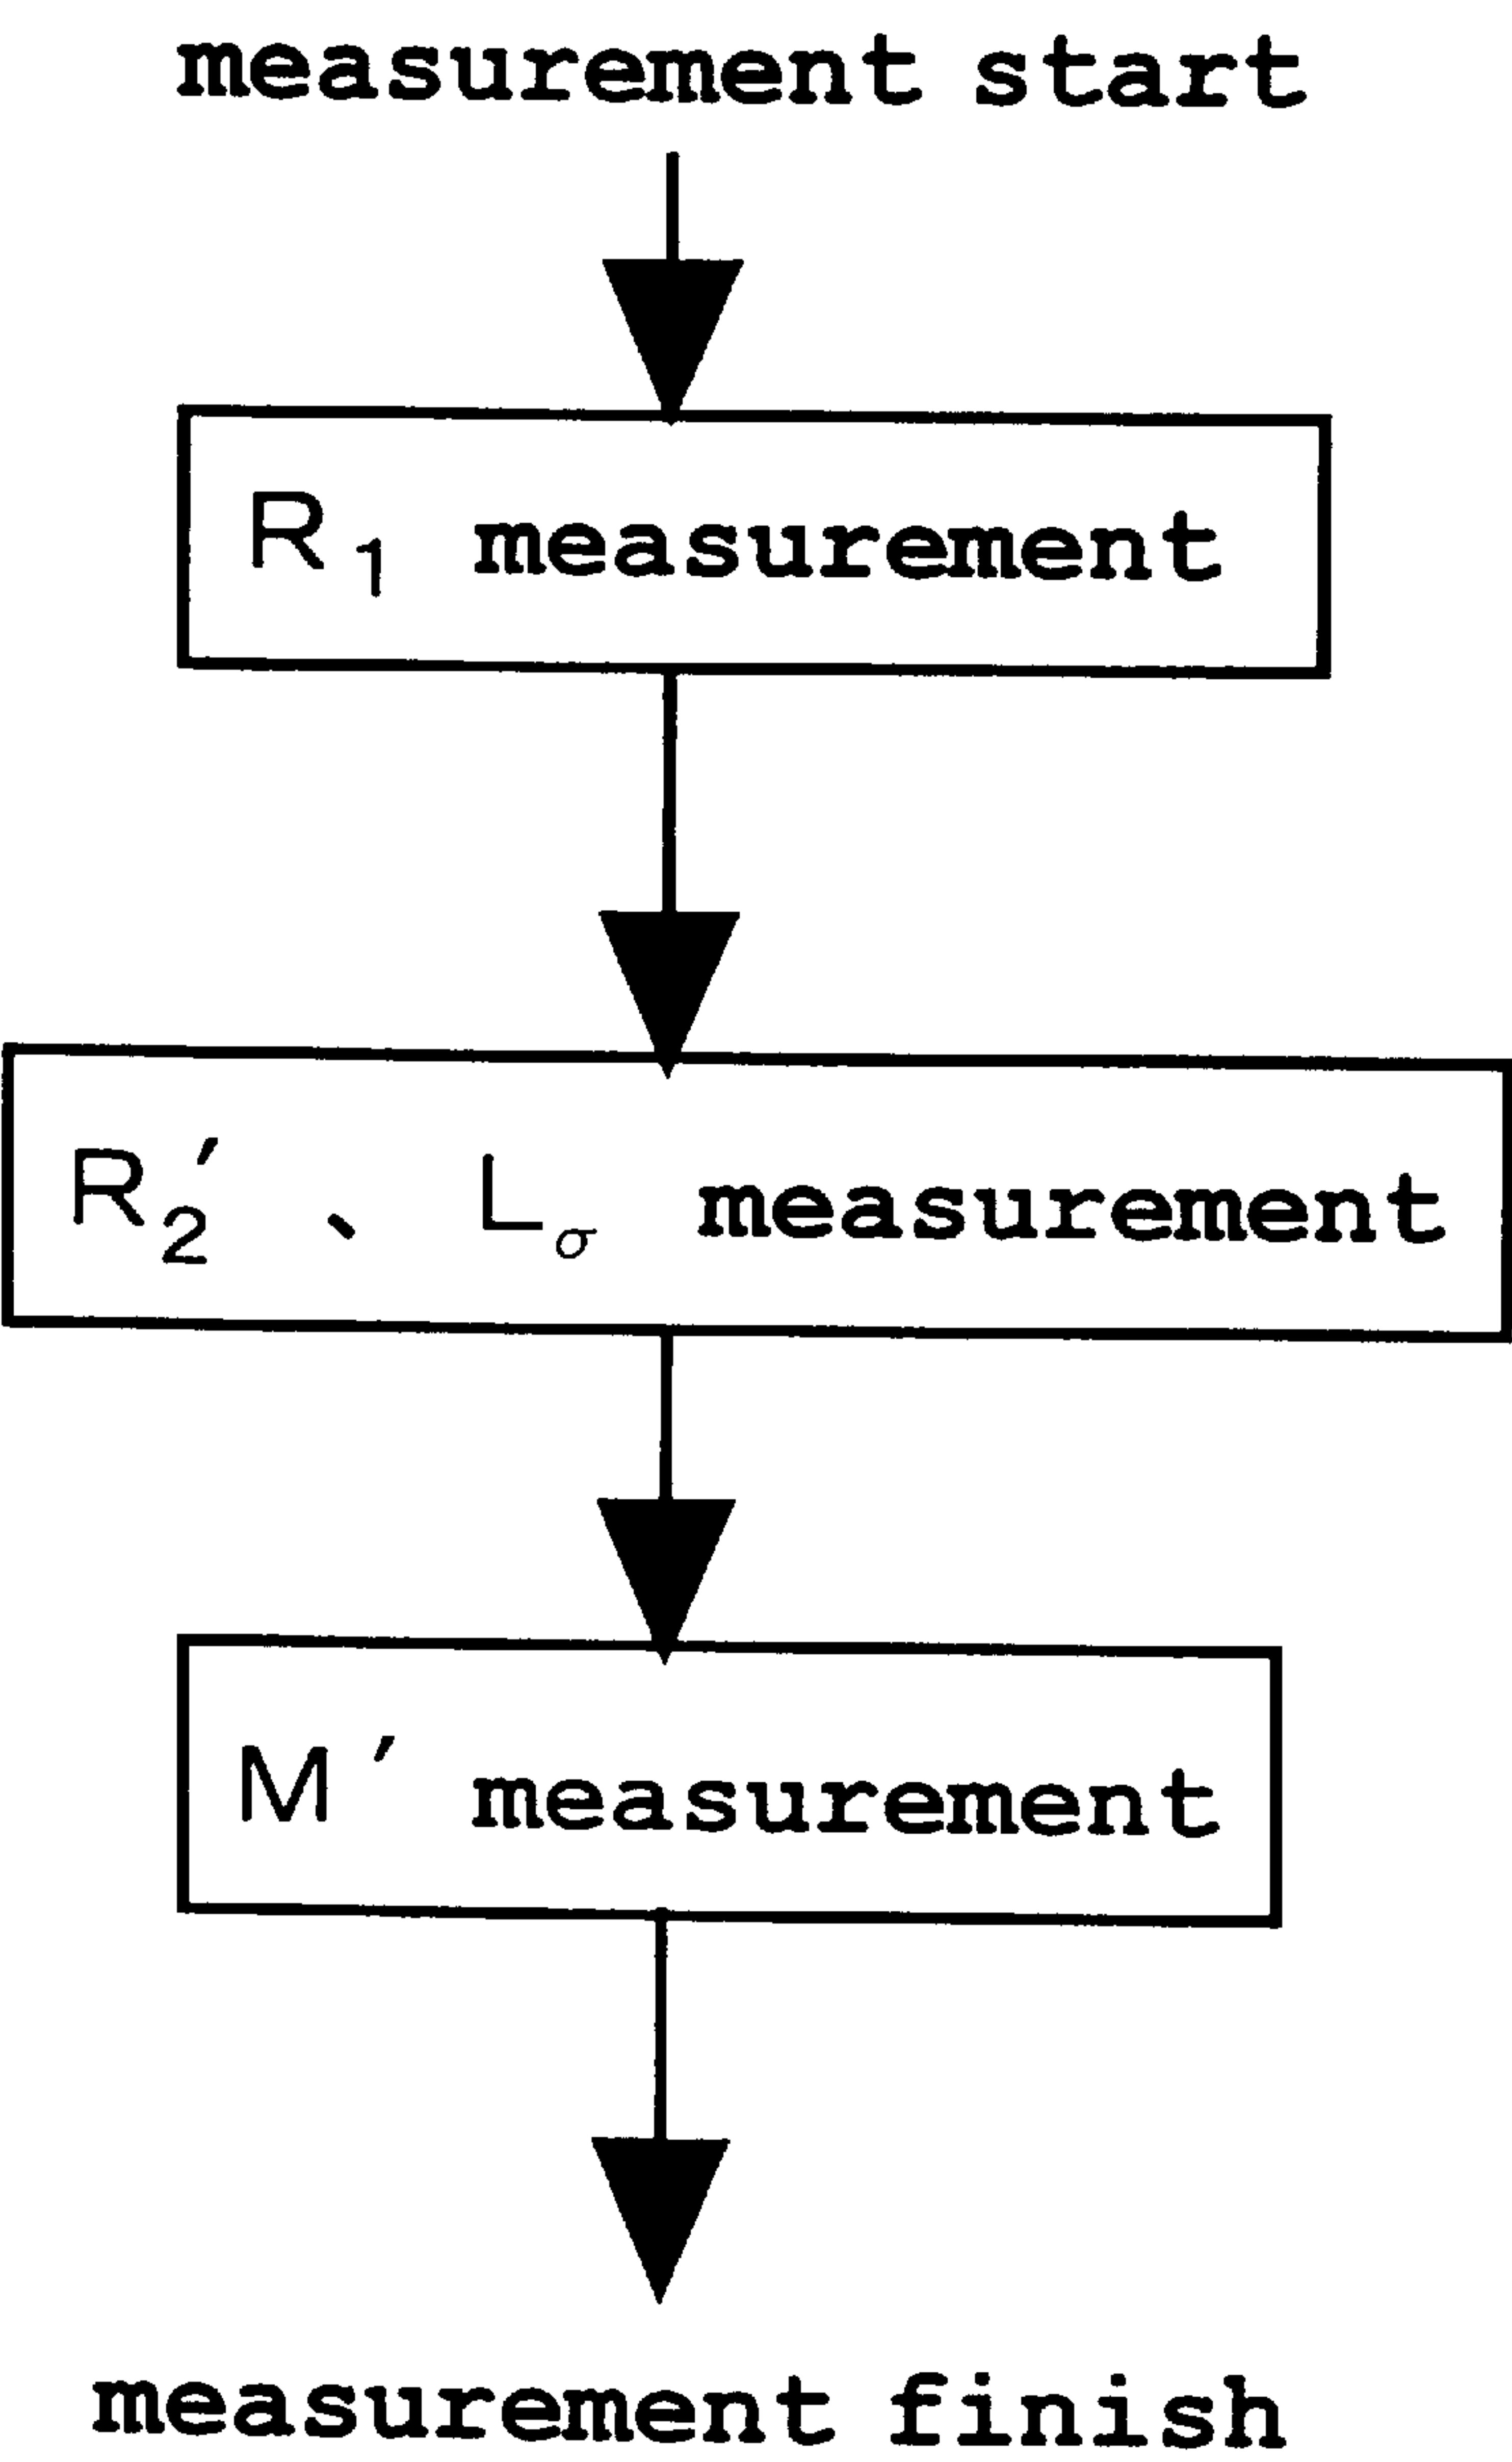 measurement start
R₁ measurement
R₂′、 Lσ measurement
M′ measurement
measurement finish